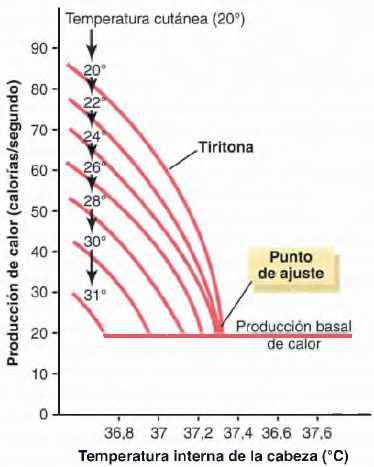 Temperatura cutánea (20°)
90
80
70
60
50
40
30
20
10
0
Producción de calor (calorías/segundo)
20°
22°
24°
26°
28°
30°
31°
Tiritona
Punto
de ajuste
Producción basal
de calor
36,8 37 37,2 37,4 36,6 37,6
Temperatura interna de la cabeza (°C)